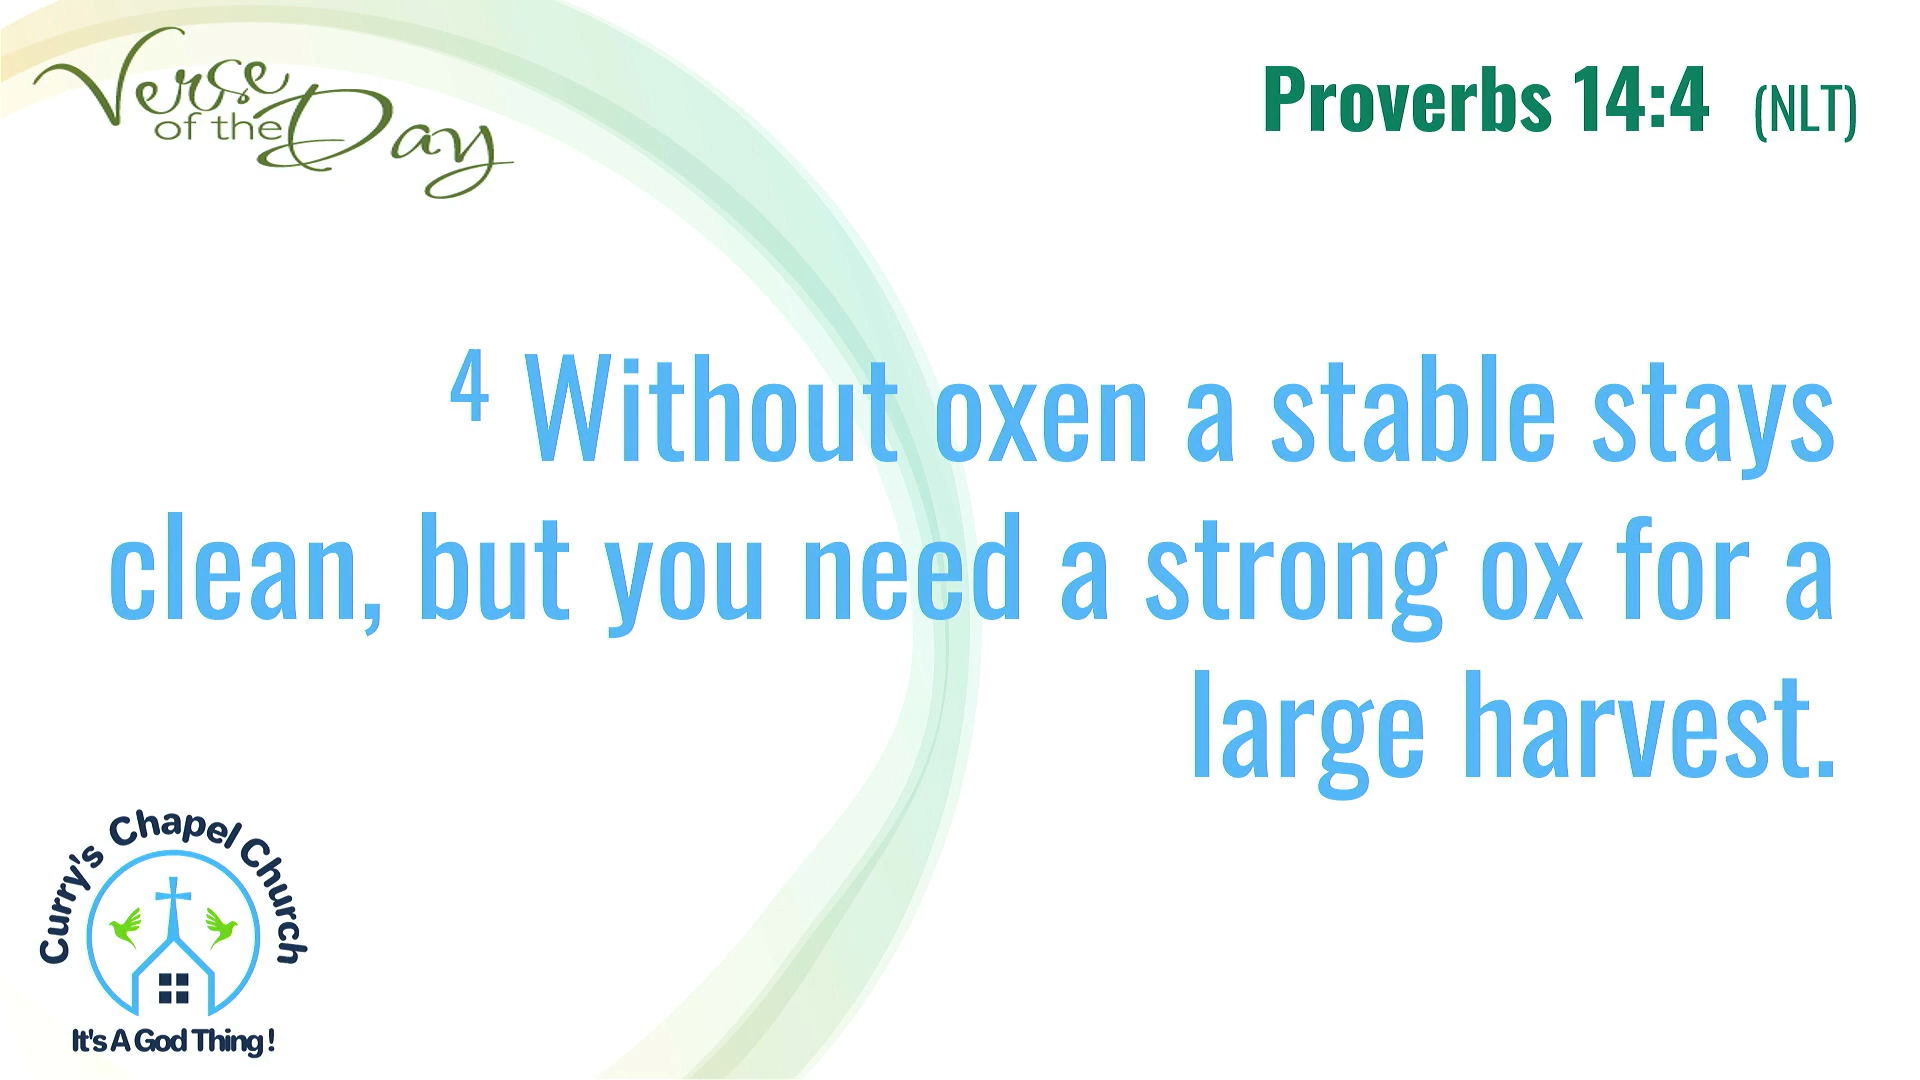 Verse
of the Day
Proverbs 14:4 (NLT)
4 Without oxen a stable stays
clean, but you need a strong ox for a
large harvest.
Curry's Chapel Church
It's A God Thing!